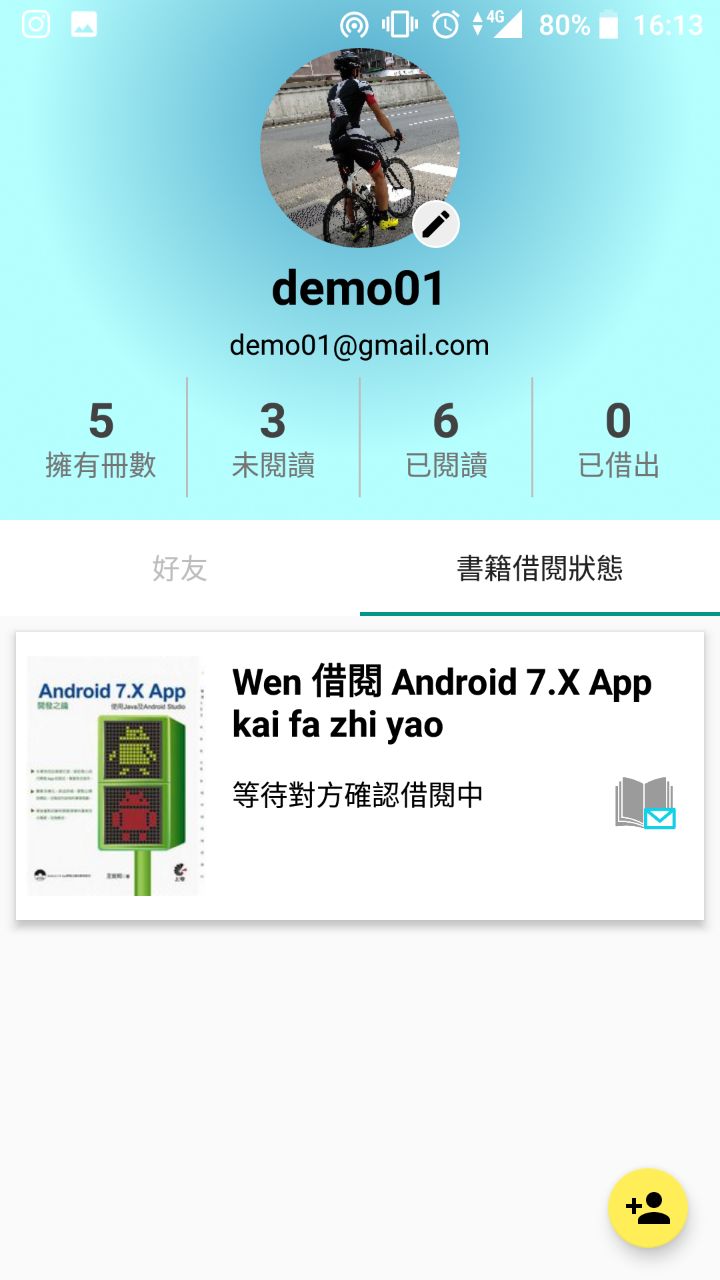 4G 80% 16:13
demo01
demo01@gmail.com
5 3 6 0
擁有冊數 未閱讀 已閱讀 已借出
好友 書籍借閱狀態
Android 7.X App
開發之論
使用Java及Android Studio
Wen 借閱 Android 7.X App
kai fa zhi yao
等待對方確認借閱中